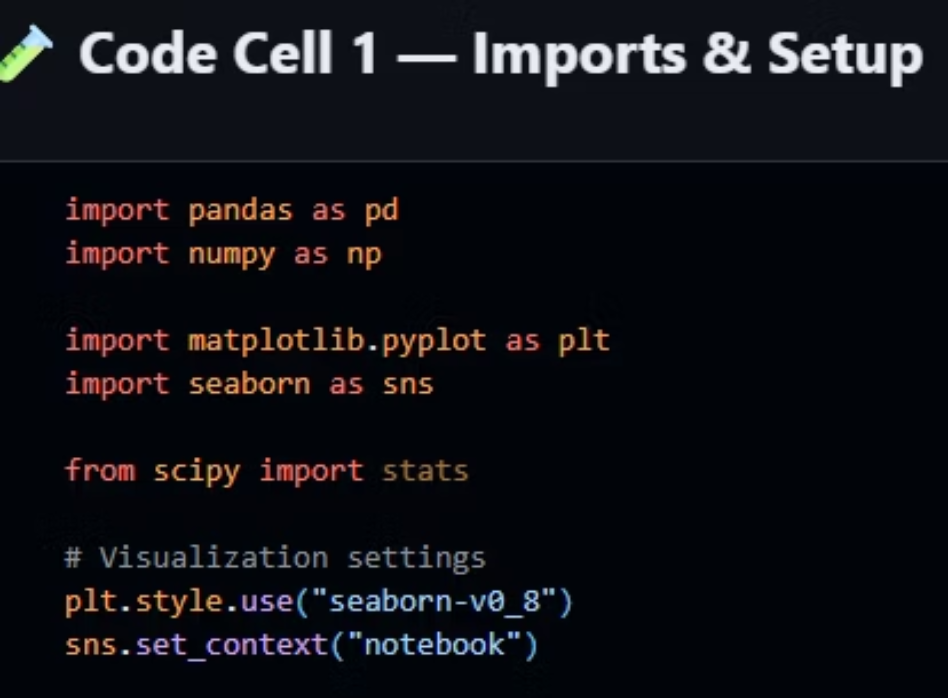 Code Cell 1 — Imports & Setup
import pandas as pd
import numpy as np
import matplotlib.pyplot as plt
import seaborn as sns
from scipy import stats
# Visualization settings
plt.style.use("seaborn-v0_8")
sns.set_context("notebook")